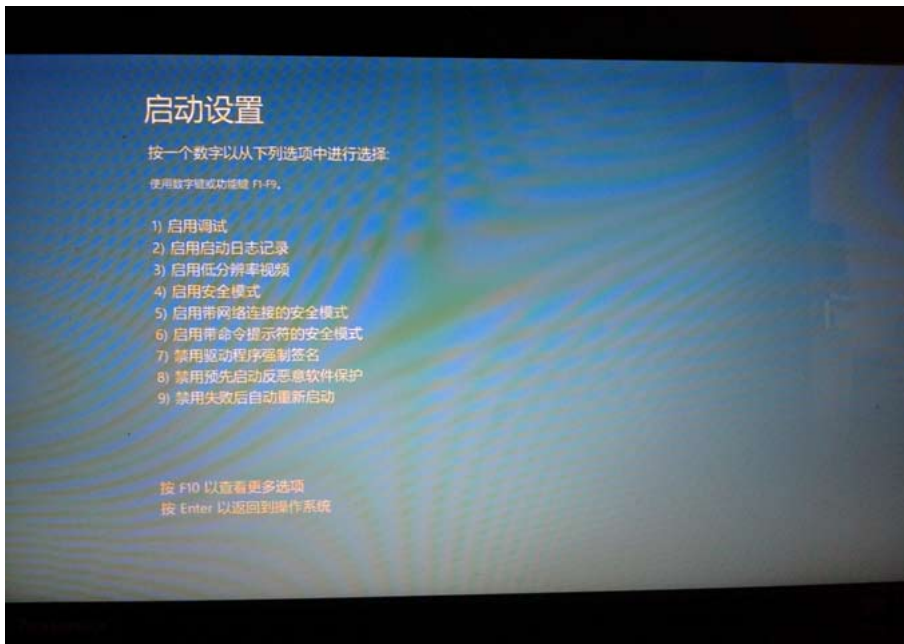 启动设置
按一个数字以从下列选项中进行选择:
使用数字键或功能键 F1-F9。
1) 启用调试
2) 启用启动日志记录
3) 启用低分辨率视频
4) 启用安全模式
5) 启用带网络连接的安全模式
6) 启用带命令提示符的安全模式
7) 禁用驱动程序强制签名
8) 禁用预先启动反恶意软件保护
9) 禁用失败后自动重新启动
按 F10 以查看更多选项
按 Enter 以返回到操作系统